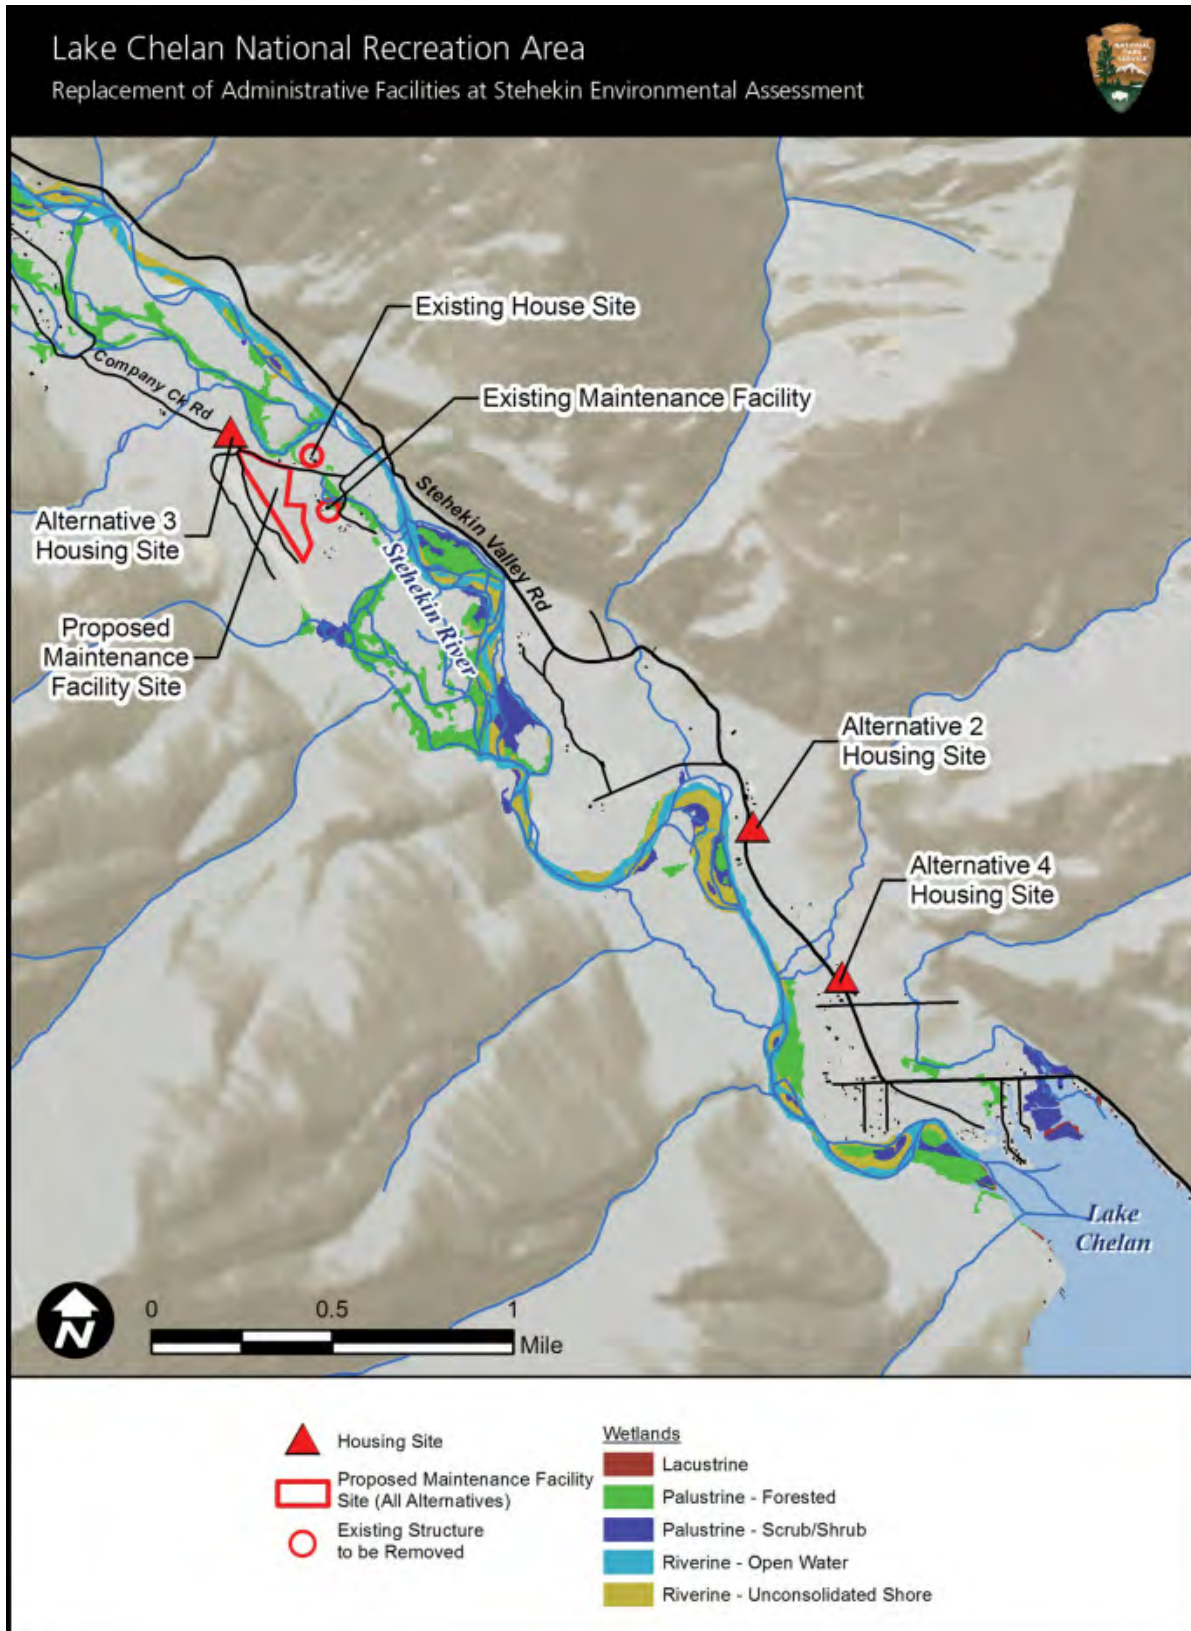 Lake Chelan National Recreation Area
Replacement of Administrative Facilities at Stehekin Environmental Assessment
NATIONAL
PARK
SERVICE
Existing House Site
Company Ck Rd
Existing Maintenance Facility
Stehekin Valley Rd
Alternative 3
Housing Site
Stehekin River
Proposed
Maintenance
Facility Site
Alternative 2
Housing Site
Alternative 4
Housing Site
Lake
Chelan
N
0 0.5 1
Mile
Housing Site
Proposed Maintenance Facility
Site (All Alternatives)
Existing Structure
to be Removed
Wetlands
Lacustrine
Palustrine - Forested
Palustrine - Scrub/Shrub
Riverine - Open Water
Riverine - Unconsolidated Shore